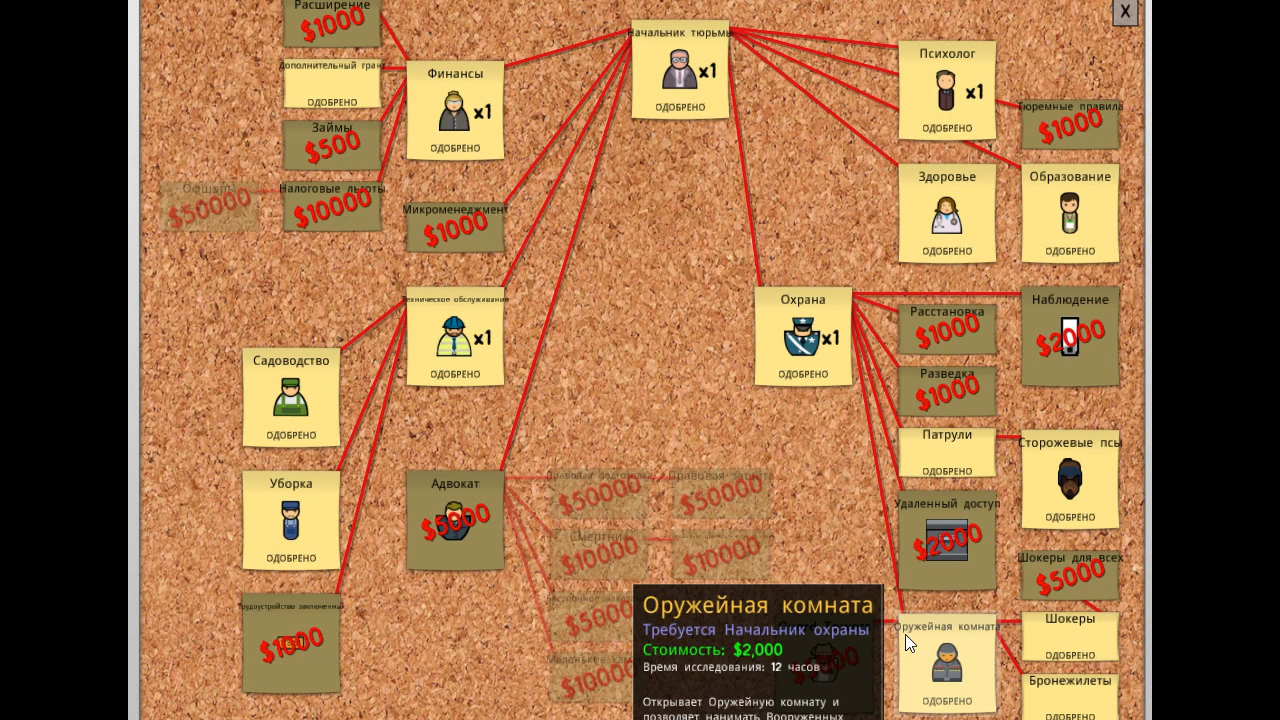 Расширение
$1000
X
Начальник тюрьмы
x1
ОДОБРЕНО
Дополнительный грант
ОДОБРЕНО
Финансы
x1
ОДОБРЕНО
Психолог
x1
ОДОБРЕНО
Тюремные правила
$1000
Займы
$500
Офшоры
$50000
Налоговые льготы
$10000
Микроменеджмент
$1000
Здоровье
ОДОБРЕНО
Образование
ОДОБРЕНО
Техническое обслуживание
x1
ОДОБРЕНО
Охрана
x1
ОДОБРЕНО
Расстановка
$1000
Наблюдение
$2000
Садоводство
ОДОБРЕНО
Разведка
$1000
Патрули
ОДОБРЕНО
Сторожевые псы
ОДОБРЕНО
Уборка
ОДОБРЕНО
Адвокат
$5000
$50000
Правовая защита
$50000
Удаленный доступ
$2000
Смертник
$10000
$10000
Шокеры для всех
$5000
Трудоустройство заключенных
$1000
$5000
$10000
Оружейная комната
Требуется Начальник охраны
Стоимость: $2,000
Время исследования: 12 часов
Открывает Оружейную комнату и
позволяет нанимать Вооруженных
Оружейная комната
ОДОБРЕНО
Шокеры
ОДОБРЕНО
Бронежилеты
ОДОБРЕНО